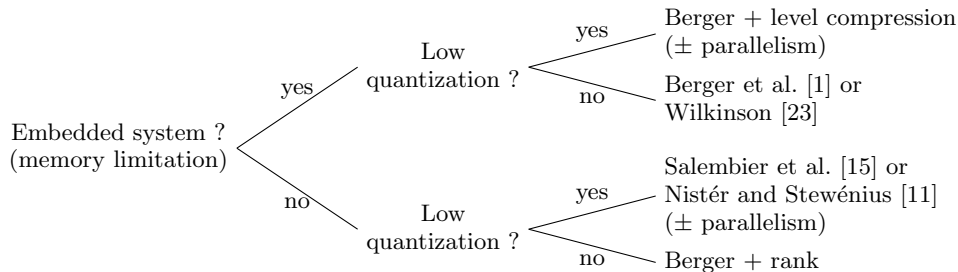 Embedded system ?
(memory limitation)
yes
no
Low
quantization ?
yes
no
Berger + level compression
(± parallelism)
Berger et al. [1] or
Wilkinson [23]
Low
quantization ?
yes
no
Salembier et al. [15] or
Nistér and Stewénius [11]
(± parallelism)
Berger + rank